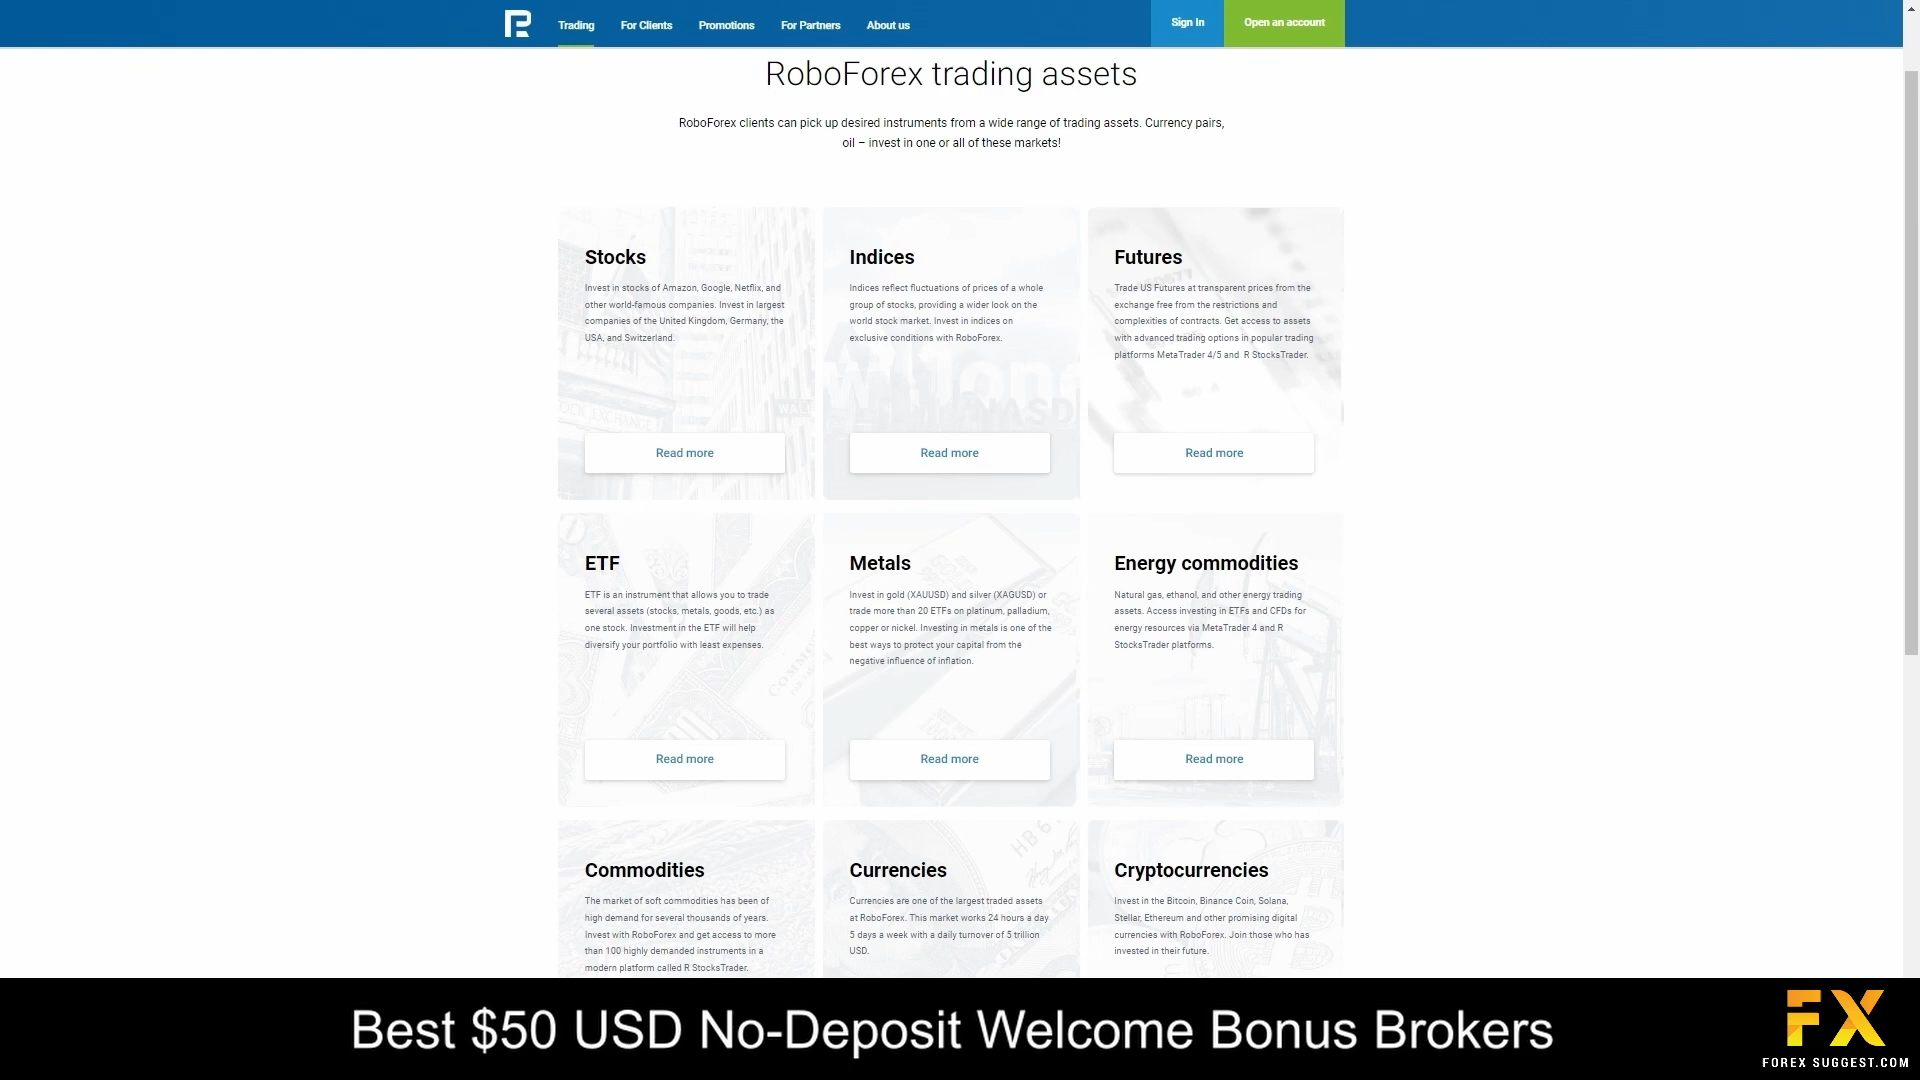 Trading
For Clients
Promotions
For Partners
About us
Sign In
Open an account
RoboForex trading assets
RoboForex clients can pick up desired instruments from a wide range of trading assets. Currency pairs,
oil – invest in one or all of these markets!
Stocks
Invest in stocks of Amazon, Google, Netflix, and
other world-famous companies. Invest in largest
companies of the United Kingdom, Germany, the
USA, and Switzerland.
Read more
Indices
Indices reflect fluctuations of prices of a whole
group of stocks, providing a wider look on the
world stock market. Invest in indices on
exclusive conditions with RoboForex.
Read more
Futures
Trade US Futures at transparent prices from the
exchange free from the restrictions and
complexities of contracts. Get access to assets
with advanced trading options in popular trading
platforms MetaTrader 4/5 and R StocksTrader.
Read more
ETF
ETF is an instrument that allows you to trade
several assets (stocks, metals, goods, etc.) as
one stock. Investment in the ETF will help
diversify your portfolio with least expenses.
Read more
Metals
Invest in gold (XAUUSD) and silver (XAGUSD) or
trade more than 20 ETFs on platinum, palladium,
copper or nickel. Investing in metals is one of the
best ways to protect your capital from the
negative influence of inflation.
Read more
Energy commodities
Natural gas, ethanol, and other energy trading
assets. Access investing in ETFs and CFDs for
energy resources via MetaTrader 4 and R
StocksTrader platforms.
Read more
Commodities
The market of soft commodities has been of
high demand for several thousands of years.
Invest with RoboForex and get access to more
than 100 highly demanded instruments in a
modern platform called R StocksTrader.
Currencies
Currencies are one of the largest traded assets
at RoboForex. This market works 24 hours a day
5 days a week with a daily turnover of 5 trillion
USD.
Cryptocurrencies
Invest in the Bitcoin, Binance Coin, Solana,
Stellar, Ethereum and other promising digital
currencies with RoboForex. Join those who has
invested in their future.
Best $50 USD No-Deposit Welcome Bonus Brokers
FX
FOREX SUGGEST.COM